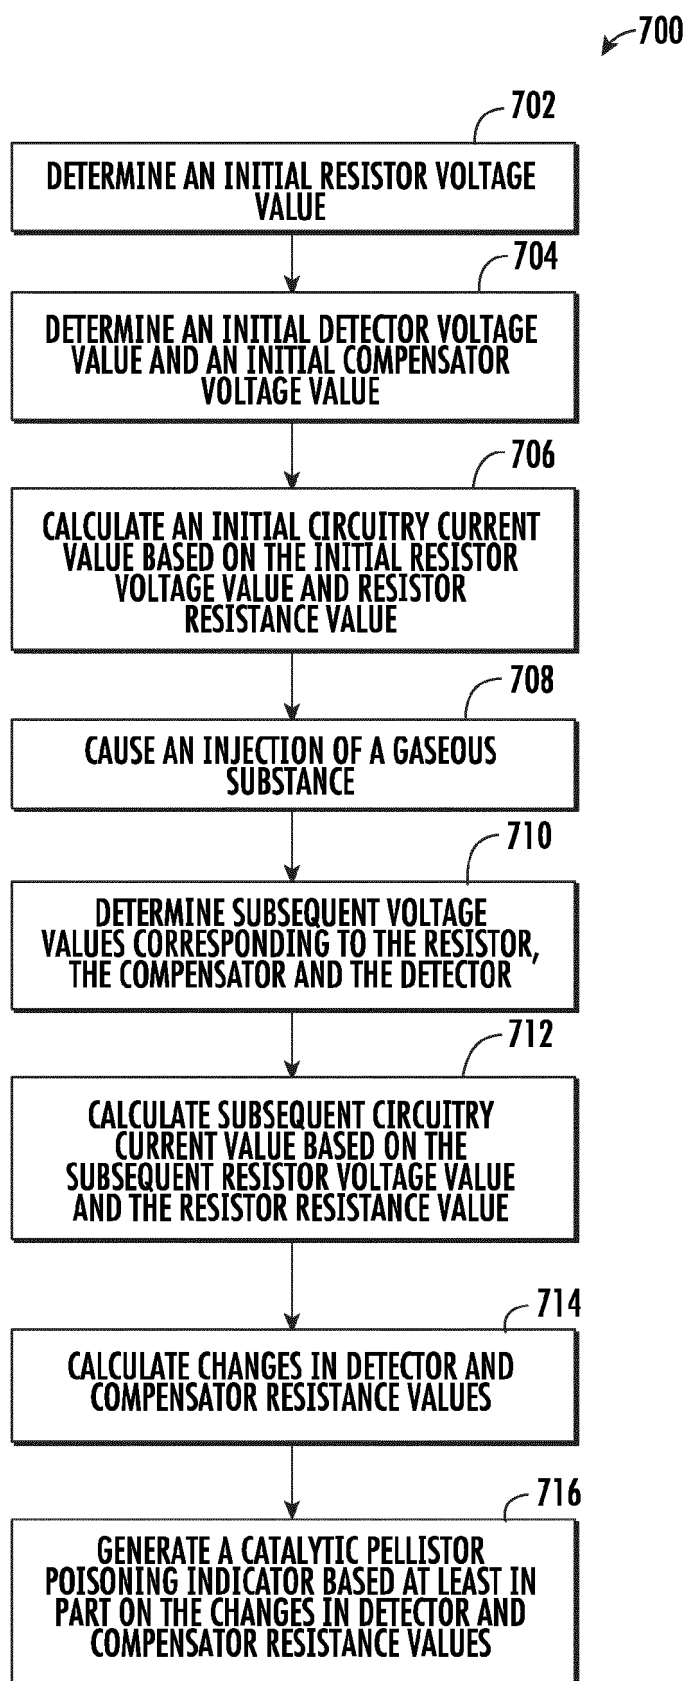 700
702
DETERMINE AN INITIAL RESISTOR VOLTAGE
VALUE
704
DETERMINE AN INITIAL DETECTOR VOLTAGE
VALUE AND AN INITIAL COMPENSATOR
VOLTAGE VALUE
706
CALCULATE AN INITIAL CIRCUITRY CURRENT
VALUE BASED ON THE INITIAL RESISTOR
VOLTAGE VALUE AND RESISTOR
RESISTANCE VALUE
708
CAUSE AN INJECTION OF A GASEOUS
SUBSTANCE
710
DETERMINE SUBSEQUENT VOLTAGE
VALUES CORRESPONDING TO THE RESISTOR,
THE COMPENSATOR AND THE DETECTOR
712
CALCULATE SUBSEQUENT CIRCUITRY
CURRENT VALUE BASED ON THE
SUBSEQUENT RESISTOR VOLTAGE VALUE
AND THE RESISTOR RESISTANCE VALUE
714
CALCULATE CHANGES IN DETECTOR AND
COMPENSATOR RESISTANCE VALUES
716
GENERATE A CATALYTIC PELLISTOR
POISONING INDICATOR BASED AT LEAST IN
PART ON THE CHANGES IN DETECTOR AND
COMPENSATOR RESISTANCE VALUES